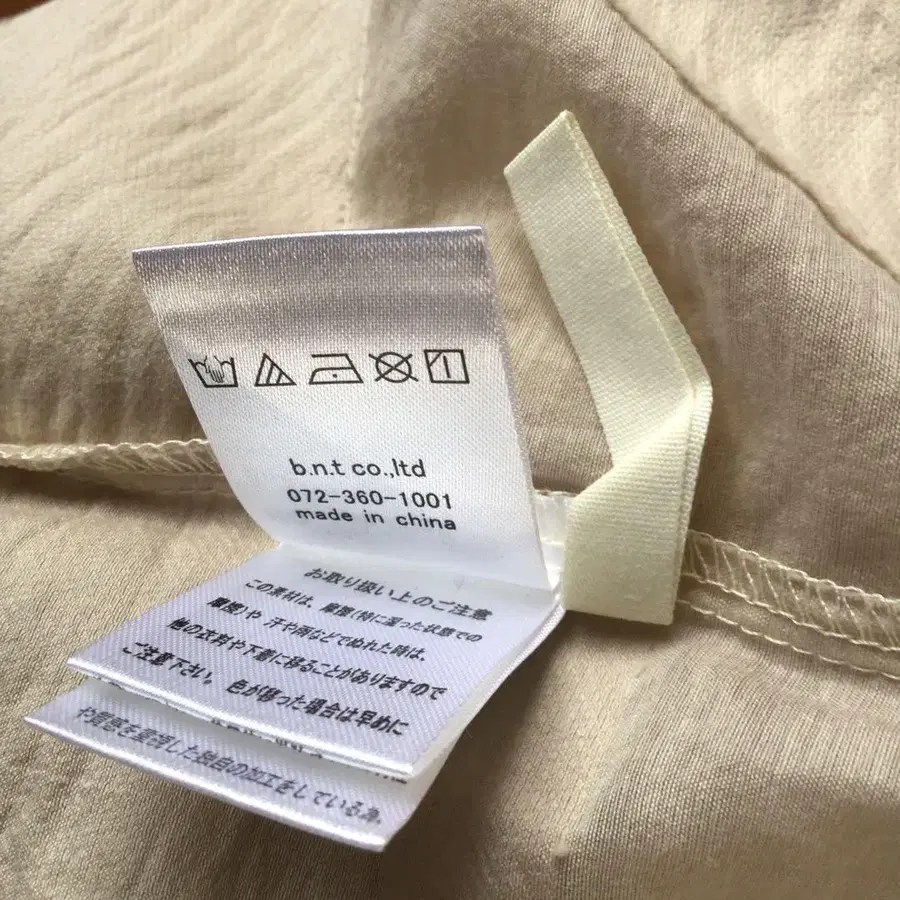 b.n.t co.,ltd
072-360-1001
made in china
お取り扱い上のご注意
この素材は、摩擦(特に湿った状態での
摩擦)や 汗や雨などでぬれた時は、
他の衣料や下着に移ることがありますので
ご注意下さい。 色が移った場合は早めに
や質感を重視した独自の加工をしている為、